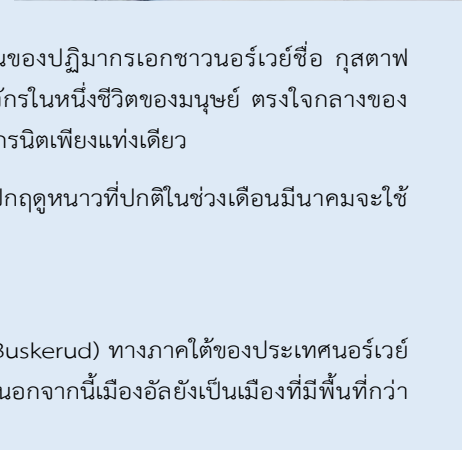 นของปฏิมากรเอกชาวนอร์เวย์ชื่อ กุสตาฟ
จักรในหนึ่งชีวิตของมนุษย์ ตรงใจกลางของ
กรนิตเพียงแท่งเดียว
ปกฤดูหนาวที่ปกติในช่วงเดือนมีนาคมจะใช้
Buskerud) ทางภาคใต้ของประเทศนอร์เวย์
นอกจากนี้เมืองอัลยังเป็นเมืองที่มีพื้นที่กว่า